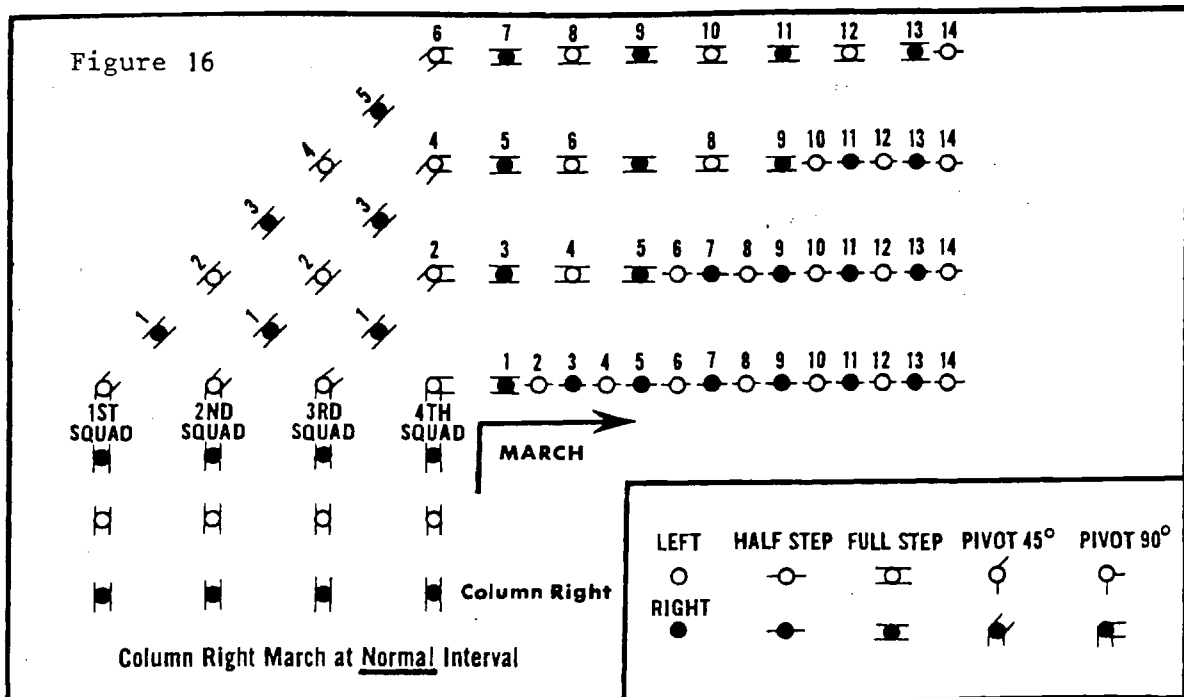 Figure 16
6 7 8 9 10 11 12 13 14
5
4
4 5 6 8 9 10 11 12 13 14
3 3
2 2 2 3 4 5 6 7 8 9 10 11 12 13 14
1 1 1
1 2 3 4 5 6 7 8 9 10 11 12 13 14
1ST SQUAD
2ND SQUAD
3RD SQUAD
4TH SQUAD
MARCH
Column Right
Column Right March at Normal Interval
LEFT HALF STEP FULL STEP PIVOT 45° PIVOT 90°
RIGHT